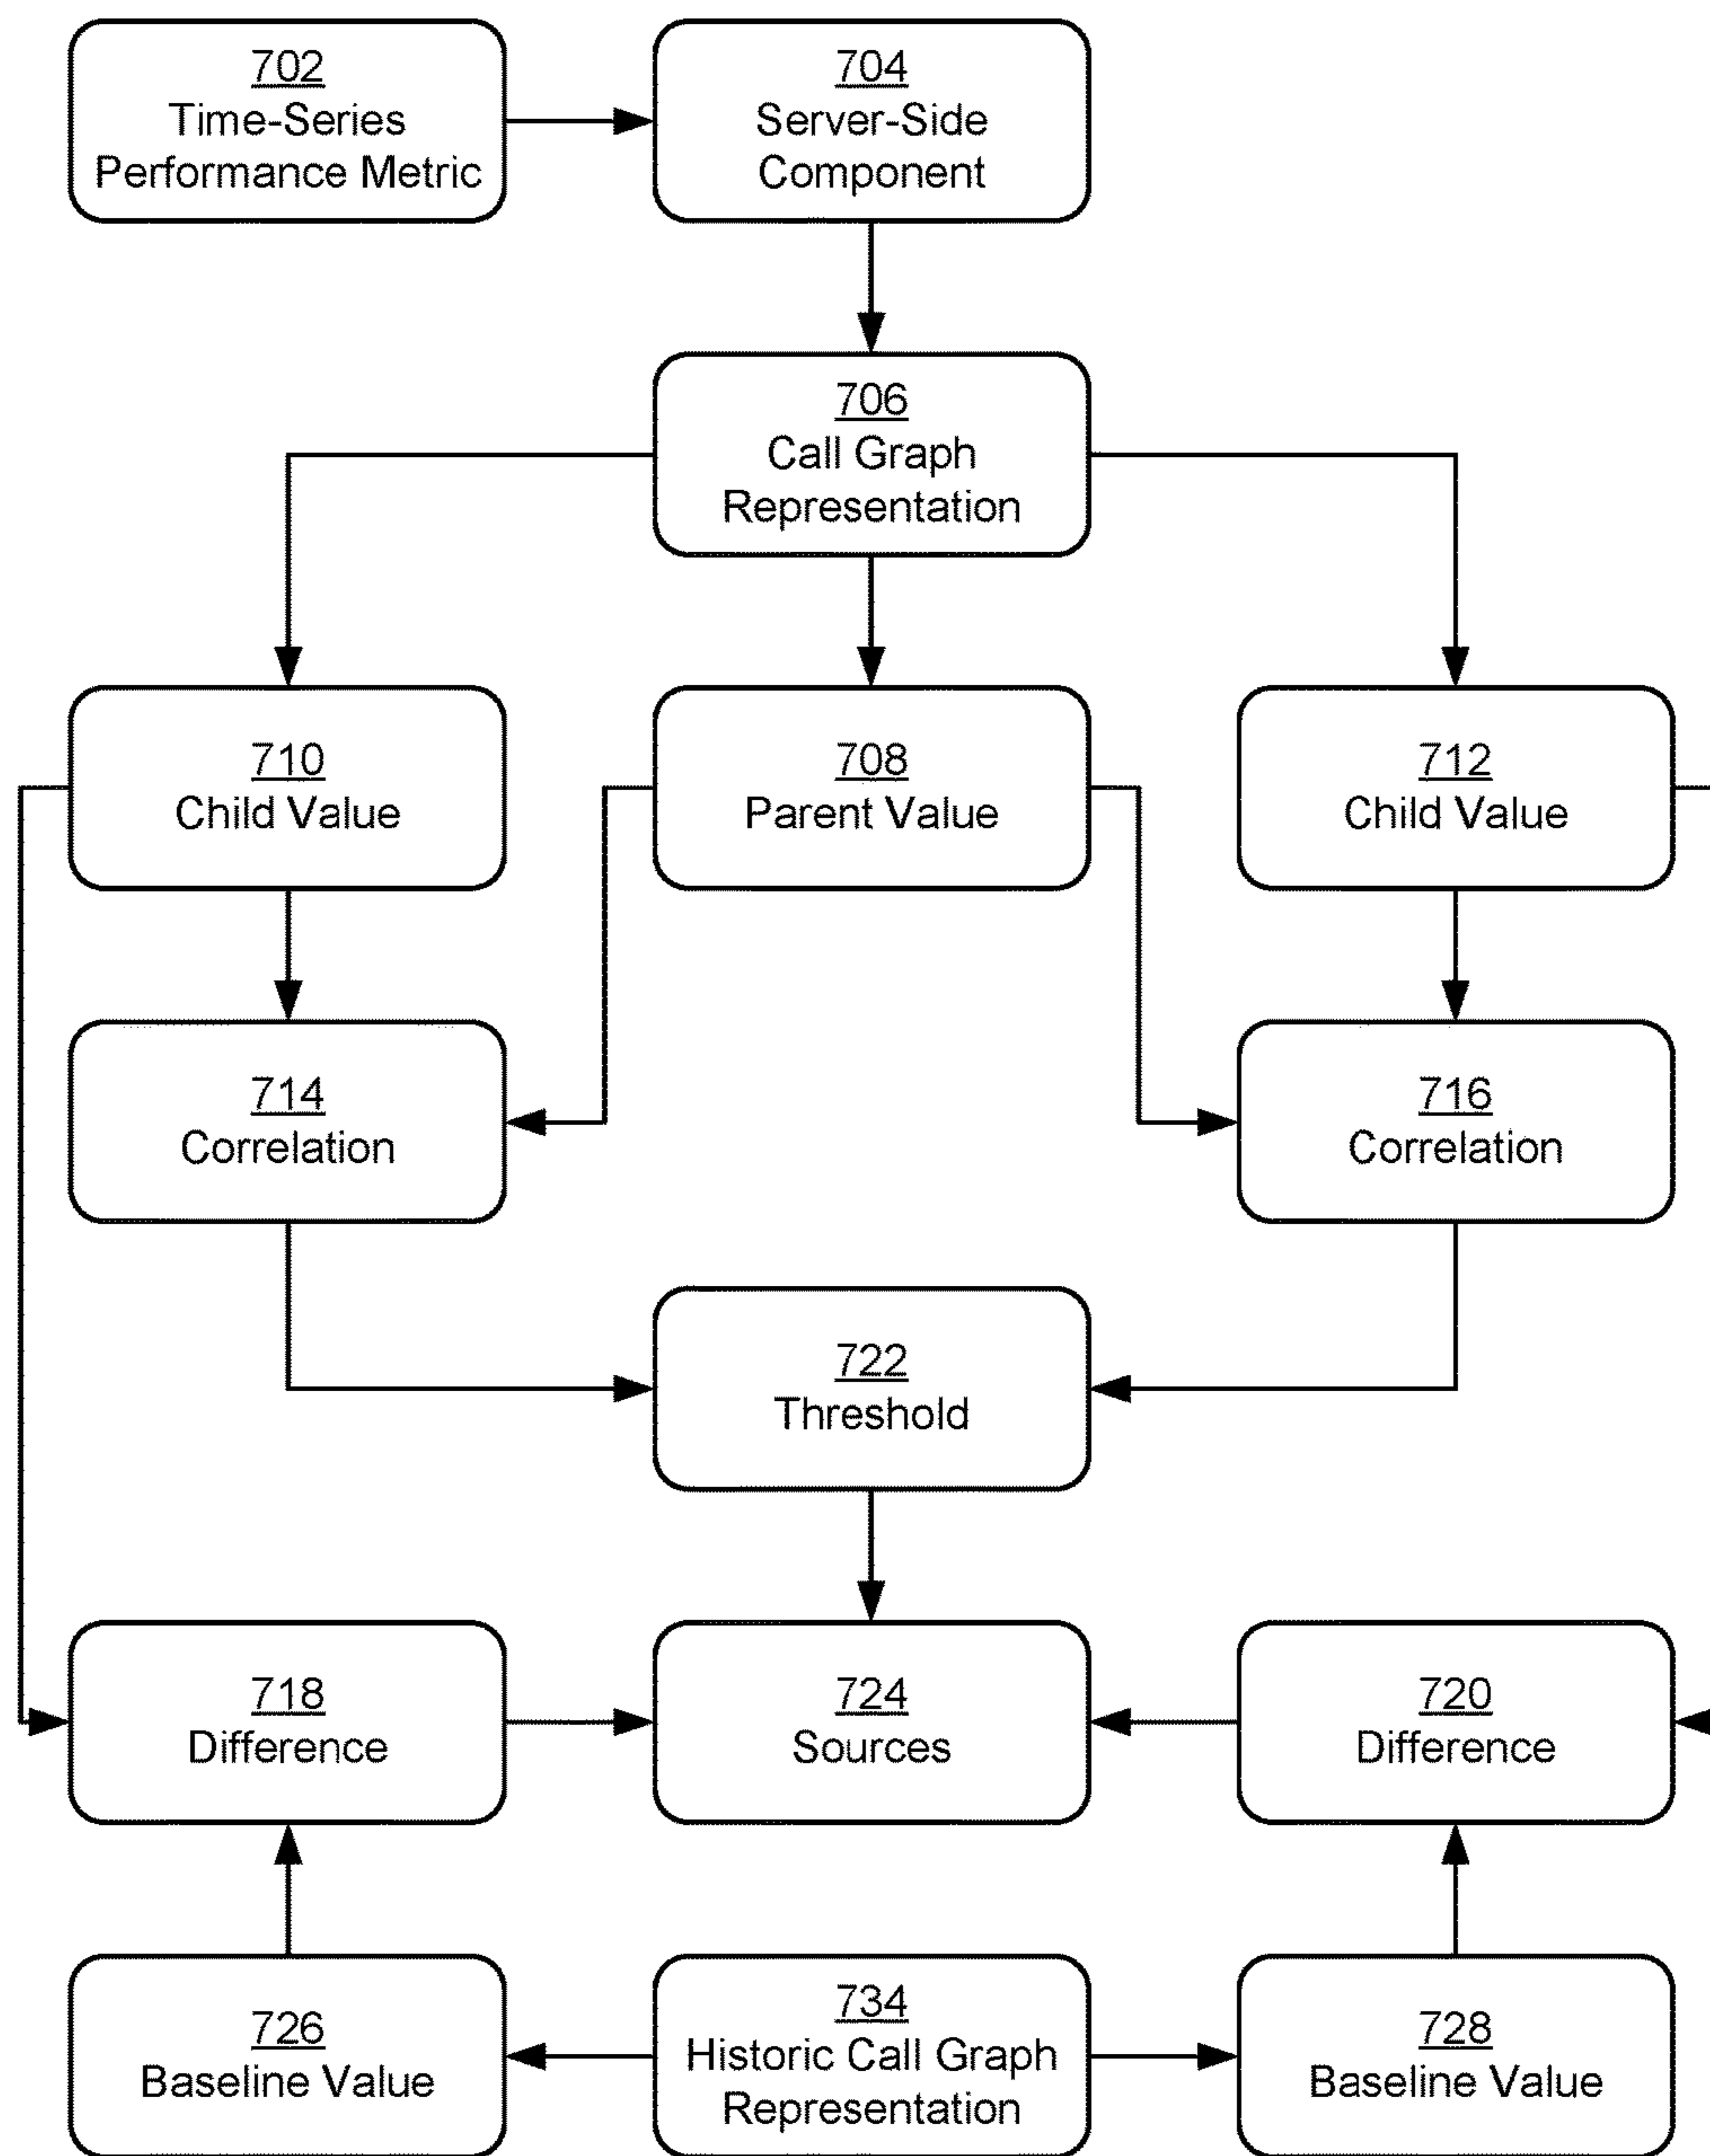 702
Time-Series
Performance Metric
704
Server-Side
Component
706
Call Graph
Representation
710
Child Value
708
Parent Value
712
Child Value
714
Correlation
716
Correlation
722
Threshold
718
Difference
724
Sources
720
Difference
726
Baseline Value
734
Historic Call Graph
Representation
728
Baseline Value